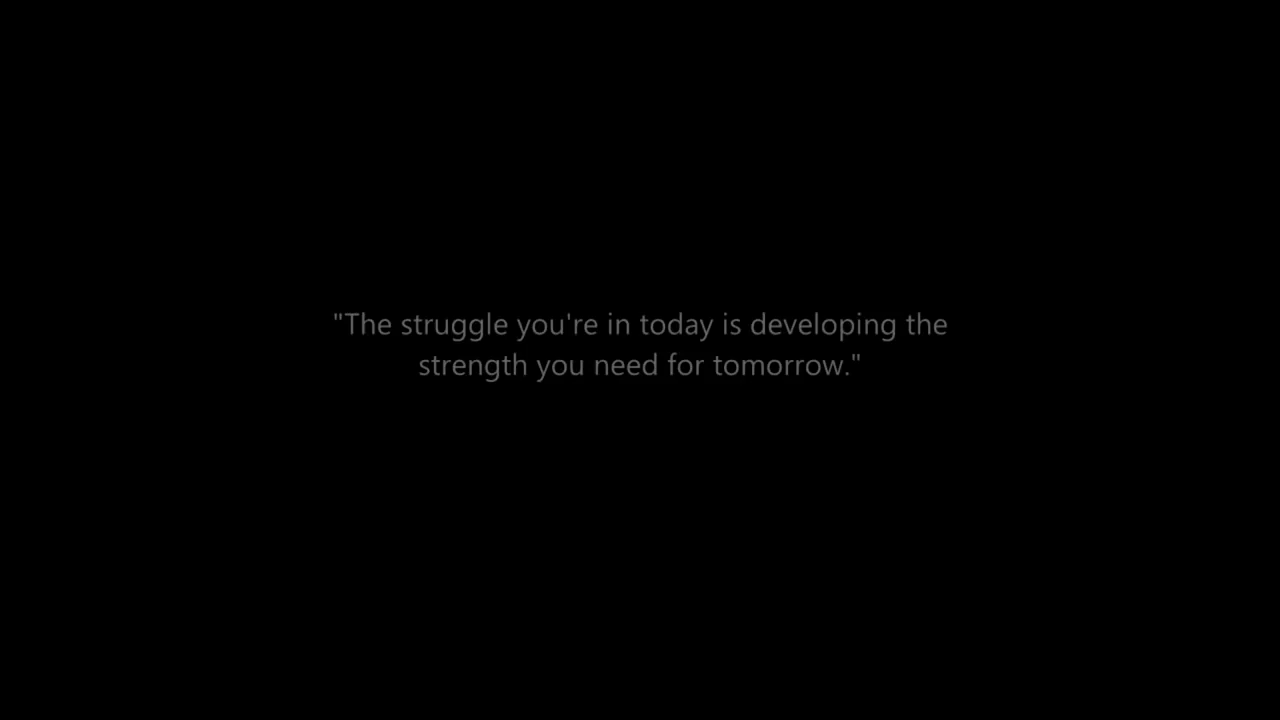 "The struggle you're in today is developing the
strength you need for tomorrow."